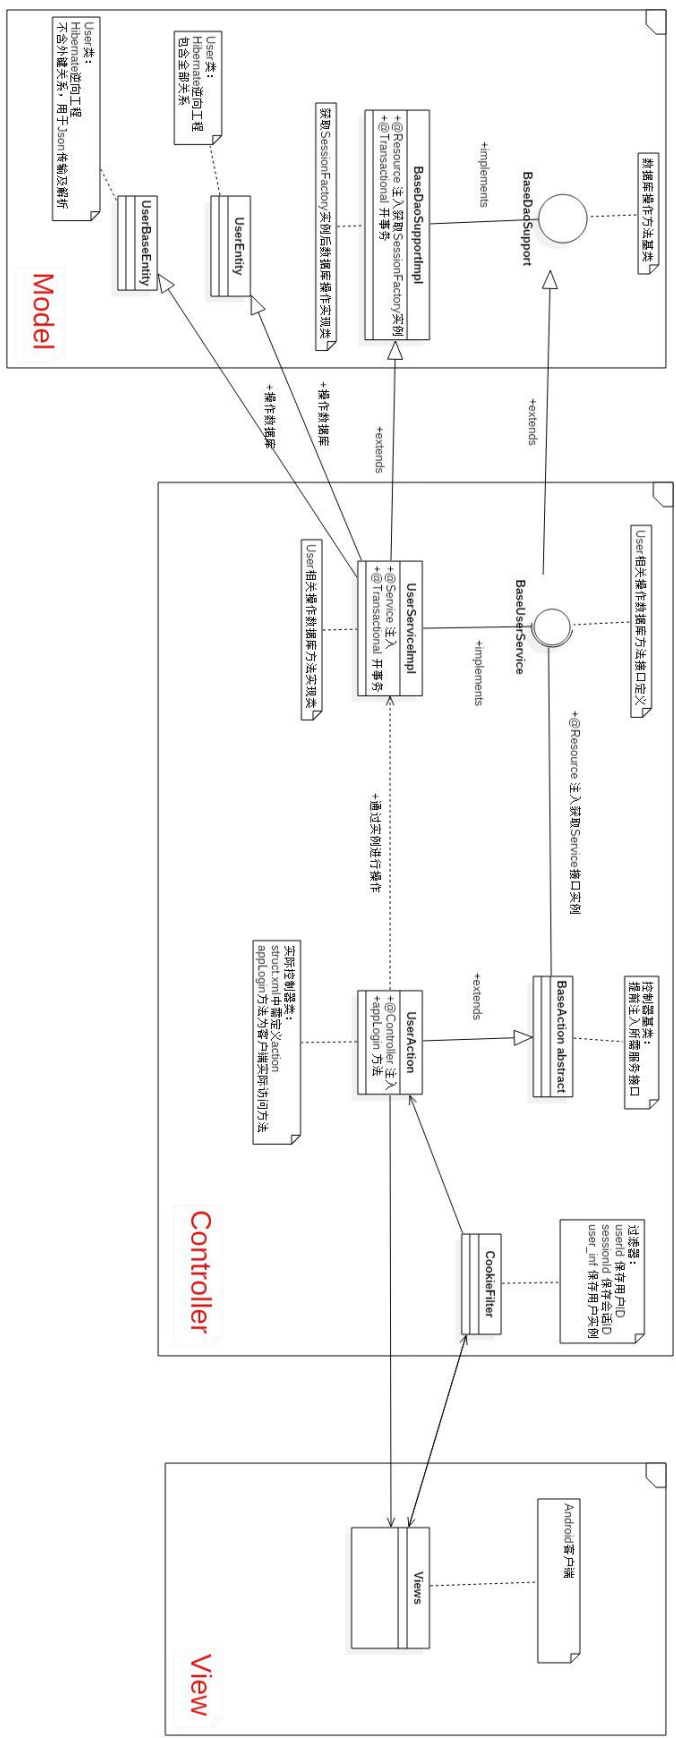 数据库操作方法基类
BaseDaoSupport
+implements
BaseDaoSupportImpl
+@Resource 注入获取SessionFactory实例
+@Transactional 开事务
获取SessionFactory实例后数据库操作实现类
User类：
Hibernate逆向工程
包含全部关系
UserEntity
User类：
Hibernate逆向工程
不含外键关系，用于Json传输及解析
UserBaseEntity
Model
+extends
+extends
+操作数据库
+操作数据库
User相关操作数据库方法接口定义
BaseUserService
+implements
UserServiceImpl
+@Service 注入
+@Transactional 开事务
User相关操作数据库方法实现类
+@Resource 注入获取Service接口实例
+通过实例进行操作
控制器基类：
提前注入所需服务接口
BaseAction abstract
+extends
UserAction
+@Controller 注入
+appLogin 方法
实际控制器类：
struct.xml中需定义action
appLogin方法为客户端实际访问方法
过滤器：
userId 保存用户ID
sessionId 保存会话ID
user_inf 保存用户实例
CookieFilter
Controller
Android客户端
Views
View